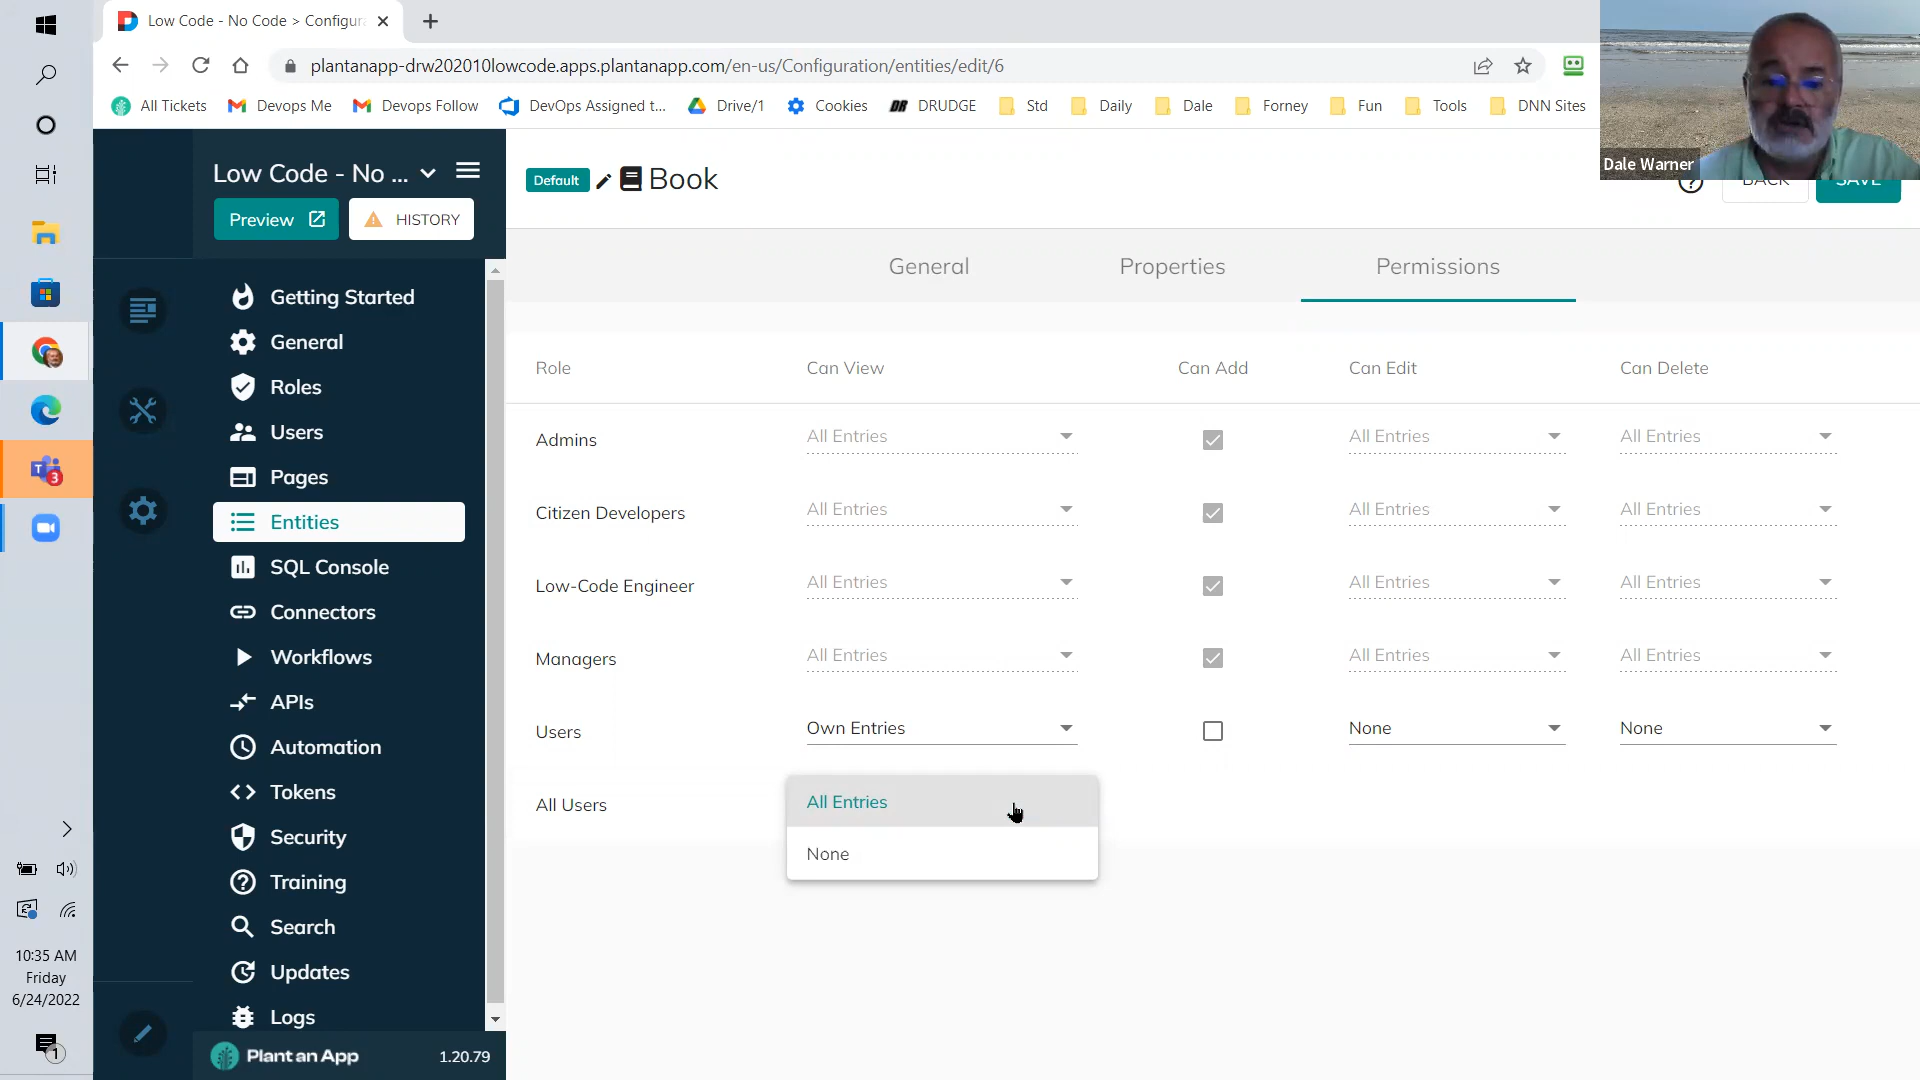 Low Code - No Code > Configura
plantanapp-drw202010lowcode.apps.plantanapp.com/en-us/Configuration/entities/edit/6
All Tickets
Devops Me
Devops Follow
DevOps Assigned t...
Drive/1
Cookies
DR
DRUDGE
Std
Daily
Dale
Forney
Fun
Tools
DNN Sites
Dale Warner
Low Code - No ...
Preview
HISTORY
Default
Book
BACK
SAVE
General
Properties
Permissions
Getting Started
General
Roles
Users
Pages
Entities
SQL Console
Connectors
Workflows
APIs
Automation
Tokens
Security
Training
Search
Updates
Logs
Plant an App
1.20.79
Role
Can View
Can Add
Can Edit
Can Delete
Admins
All Entries
All Entries
All Entries
Citizen Developers
All Entries
All Entries
All Entries
Low-Code Engineer
All Entries
All Entries
All Entries
Managers
All Entries
All Entries
All Entries
Users
Own Entries
None
None
All Users
All Entries
None
T
3
10:35 AM
Friday
6/24/2022
1